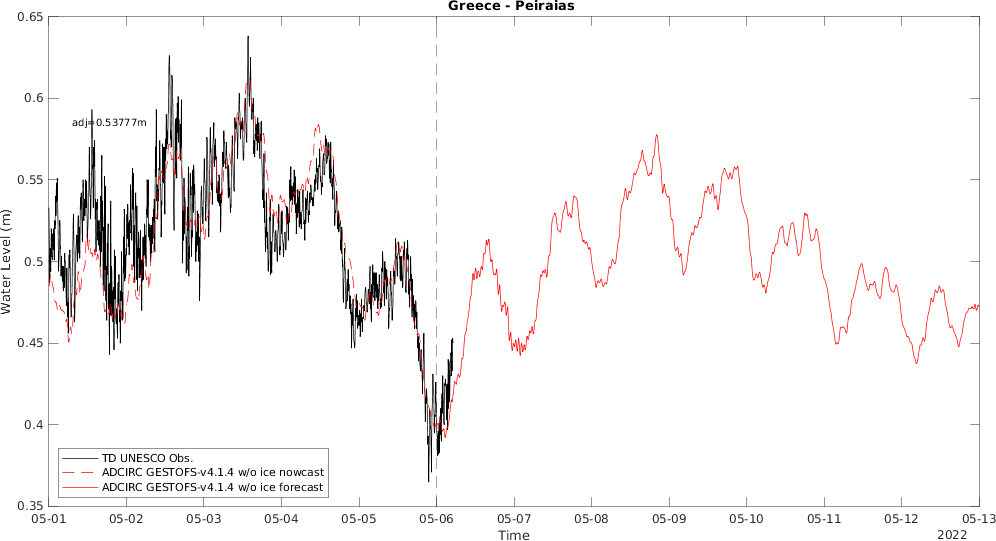 Greece - Peiraias
0.65
0.6
0.55
0.5
0.45
0.4
0.35
Water Level (m)
adj=0.53777m
TD UNESCO Obs.
ADCIRC GESTOFS-v4.1.4 w/o ice nowcast
ADCIRC GESTOFS-v4.1.4 w/o ice forecast
05-01 05-02 05-03 05-04 05-05 05-06 05-07 05-08 05-09 05-10 05-11 05-12 05-13
Time
2022